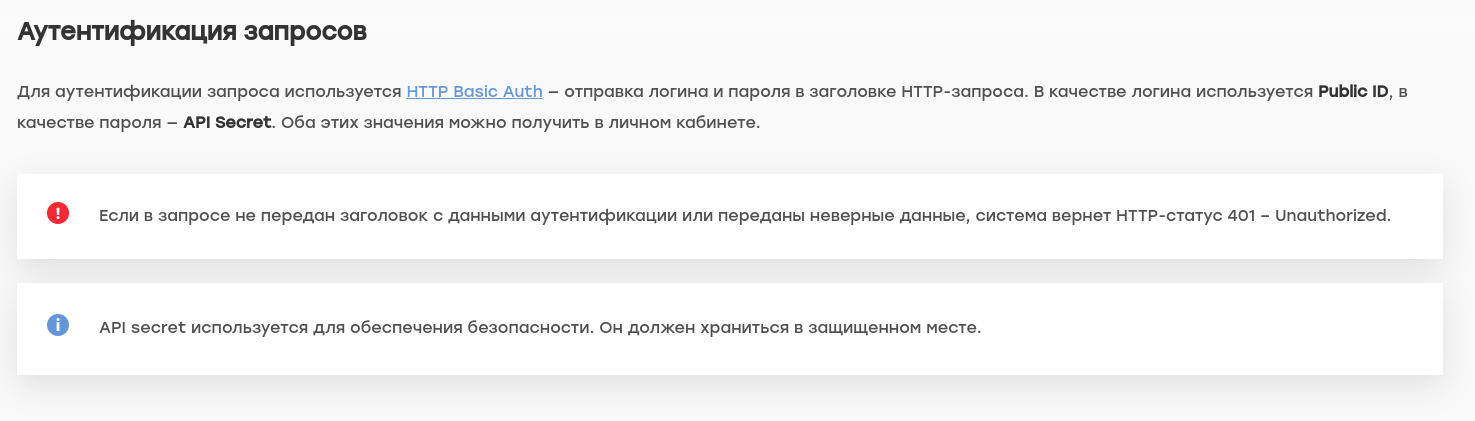 Аутентификация запросов
Для аутентификации запроса используется HTTP Basic Auth — отправка логина и пароля в заголовке HTTP-запроса. В качестве логина используется Public ID, в
качестве пароля — API Secret. Оба этих значения можно получить в личном кабинете.
Если в запросе не передан заголовок с данными аутентификации или переданы неверные данные, система вернет HTTP-статус 401 – Unauthorized.
API secret используется для обеспечения безопасности. Он должен храниться в защищенном месте.